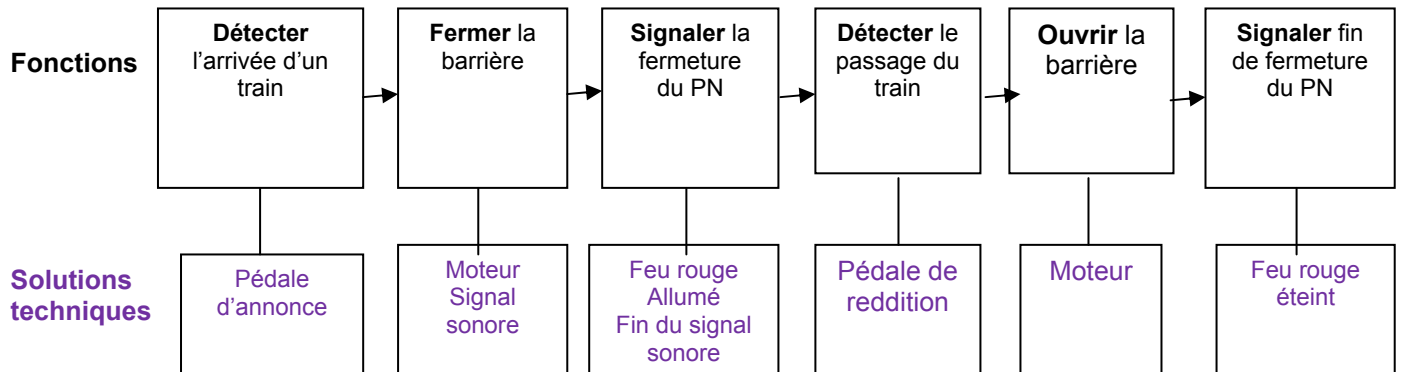 Fonctions
Détecter
l'arrivée d'un
train
Fermer la
barrière
Signaler la
fermeture
du PN
Détecter le
passage du
train
Ouvrir la
barrière
Signaler fin
de fermeture
du PN
Solutions
techniques
Pédale
d'annonce
Moteur
Signal
sonore
Feu rouge
Allumé
Fin du signal
sonore
Pédale de
reddition
Moteur
Feu rouge
éteint